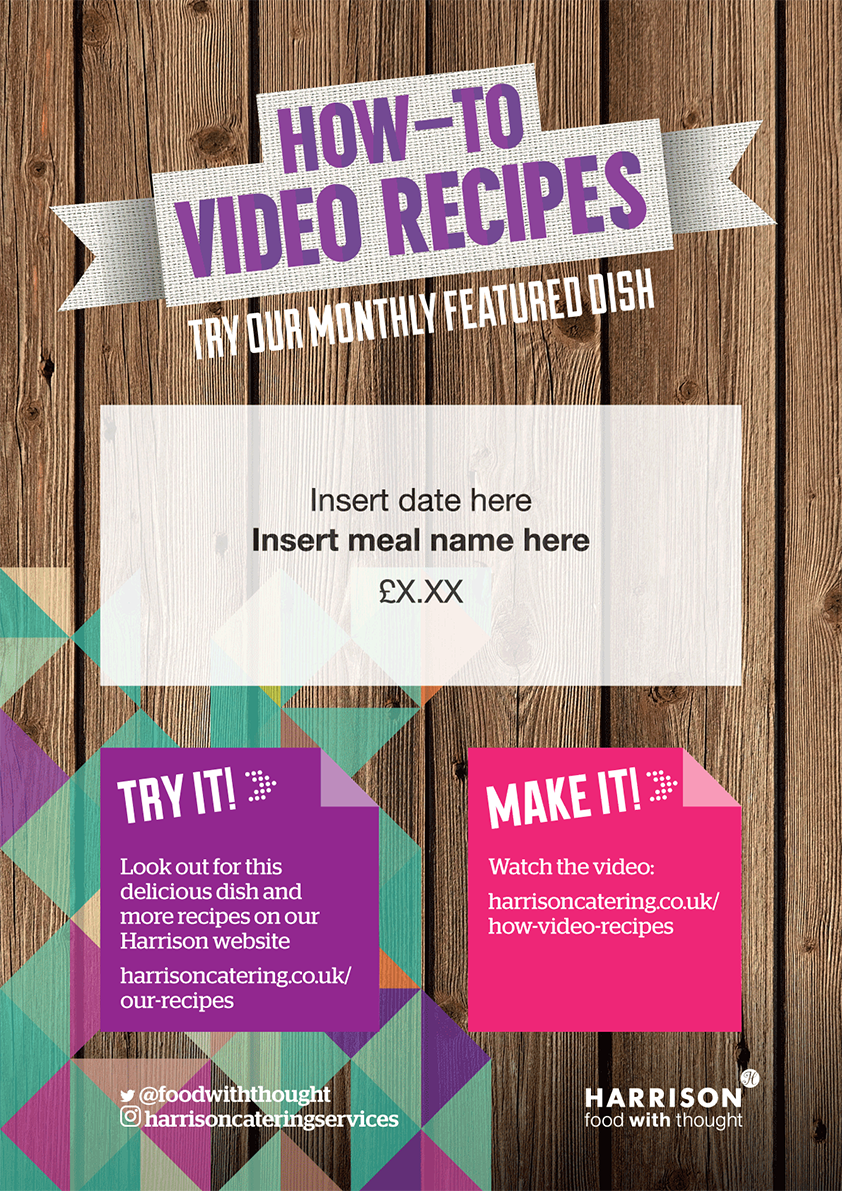 HOW-TO
VIDEO RECIPES
TRY OUR MONTHLY FEATURED DISH
Insert date here
Insert meal name here
£X.XX
TRY IT!
Look out for this
delicious dish and
more recipes on our
Harrison website
harrisoncatering.co.uk/
our-recipes
MAKE IT!
Watch the video:
harrisoncatering.co.uk/
how-video-recipes
@foodwiththought
harrisoncateringservices
H
HARRISON
food with thought